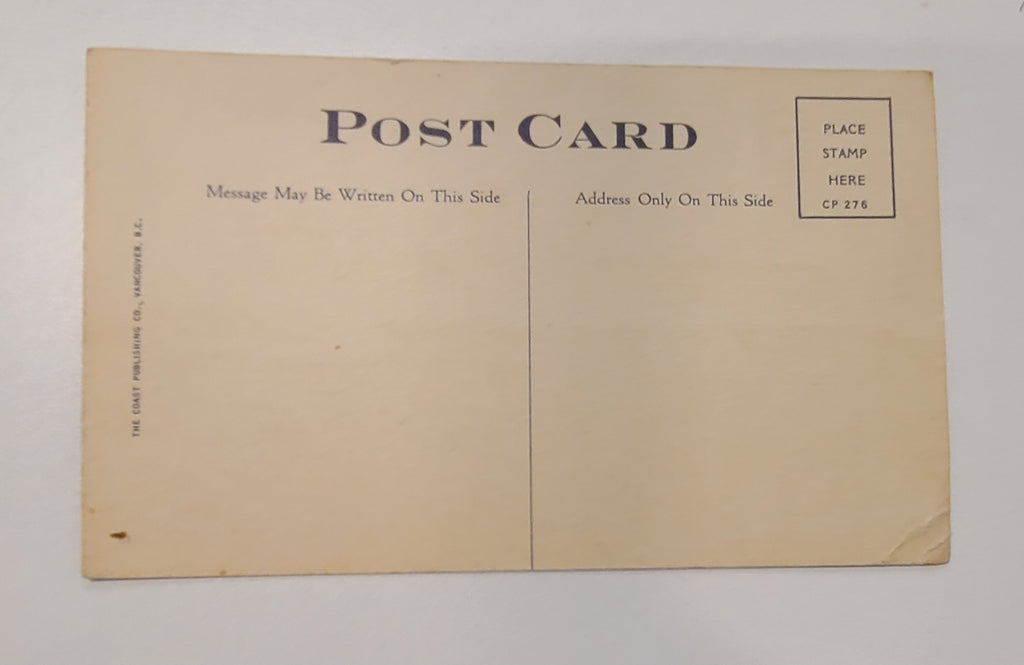 POST CARD
Message May Be Written On This Side
Address Only On This Side
PLACE
STAMP
HERE
CP 276
THE COAST PUBLISHING CO., VANCOUVER, B.C.